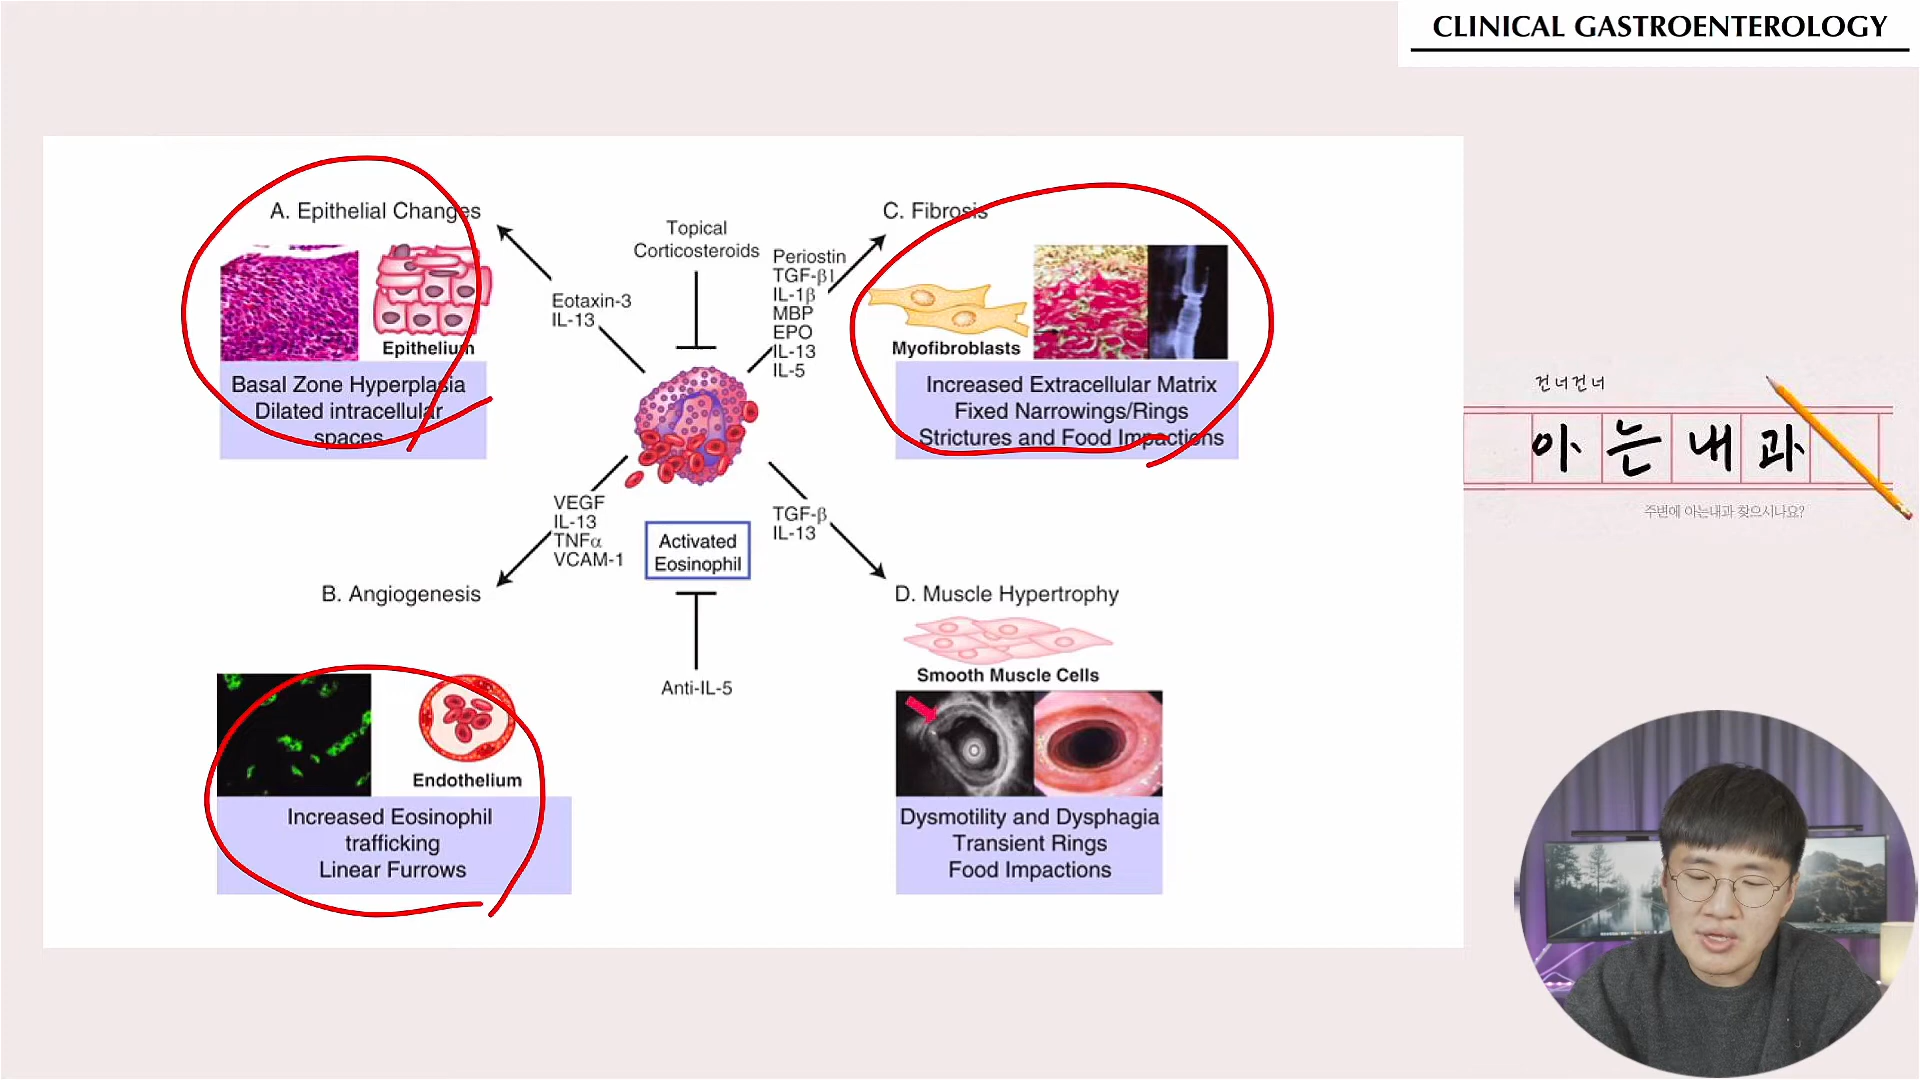 CLINICAL GASTROENTEROLOGY
A. Epithelial Changes
Epithelium
Basal Zone Hyperplasia
Dilated intracellular
spaces
Eotaxin-3
IL-13
Topical
Corticosteroids
Periostin
TGF-β1
IL-1β
MBP
EPO
IL-13
IL-5
C. Fibrosis
Myofibroblasts
Increased Extracellular Matrix
Fixed Narrowings/Rings
Strictures and Food Impactions
VEGF
IL-13
TNFα
VCAM-1
Activated
Eosinophil
TGF-β
IL-13
B. Angiogenesis
Endothelium
Increased Eosinophil
trafficking
Linear Furrows
Anti-IL-5
D. Muscle Hypertrophy
Smooth Muscle Cells
Dysmotility and Dysphagia
Transient Rings
Food Impactions
건너건너
아는내과
주변에 아는내과 찾으시나요?